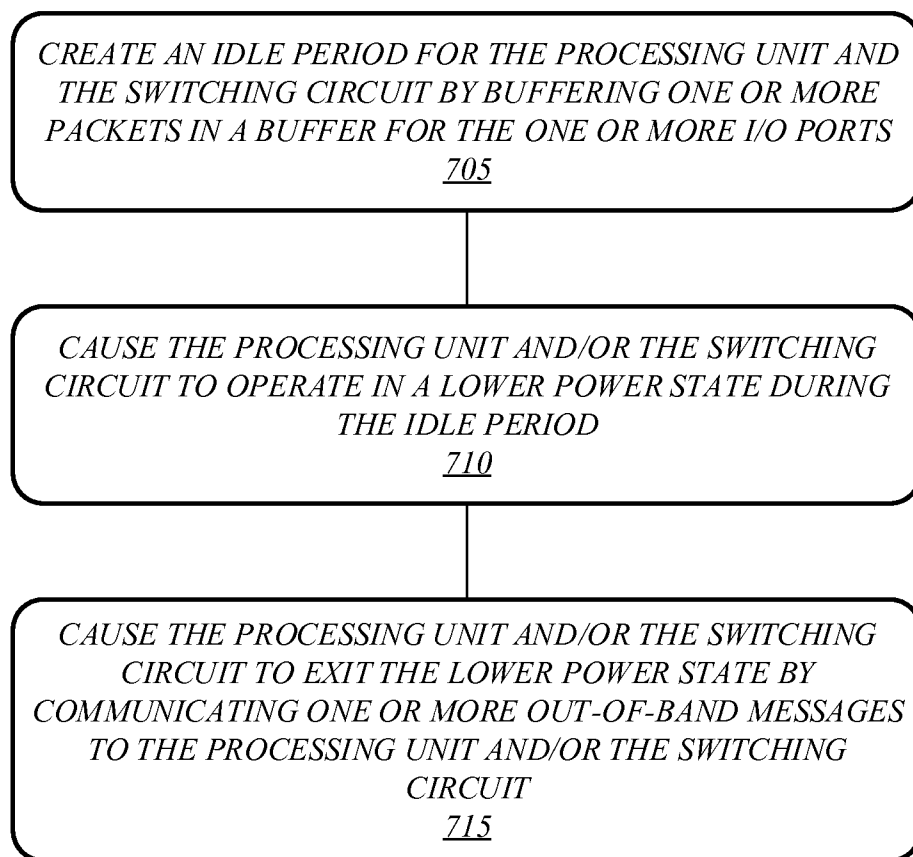 CREATE AN IDLE PERIOD FOR THE PROCESSING UNIT AND
THE SWITCHING CIRCUIT BY BUFFERING ONE OR MORE
PACKETS IN A BUFFER FOR THE ONE OR MORE I/O PORTS
705
CAUSE THE PROCESSING UNIT AND/OR THE SWITCHING
CIRCUIT TO OPERATE IN A LOWER POWER STATE DURING
THE IDLE PERIOD
710
CAUSE THE PROCESSING UNIT AND/OR THE SWITCHING
CIRCUIT TO EXIT THE LOWER POWER STATE BY
COMMUNICATING ONE OR MORE OUT-OF-BAND MESSAGES
TO THE PROCESSING UNIT AND/OR THE SWITCHING
CIRCUIT
715